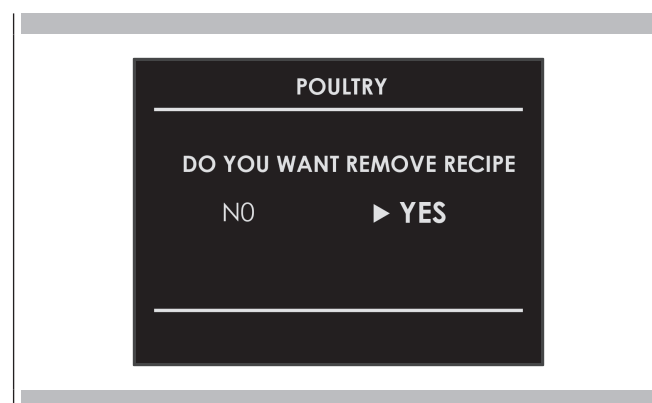 POULTRY
DO YOU WANT REMOVE RECIPE
N0 ▶ YES